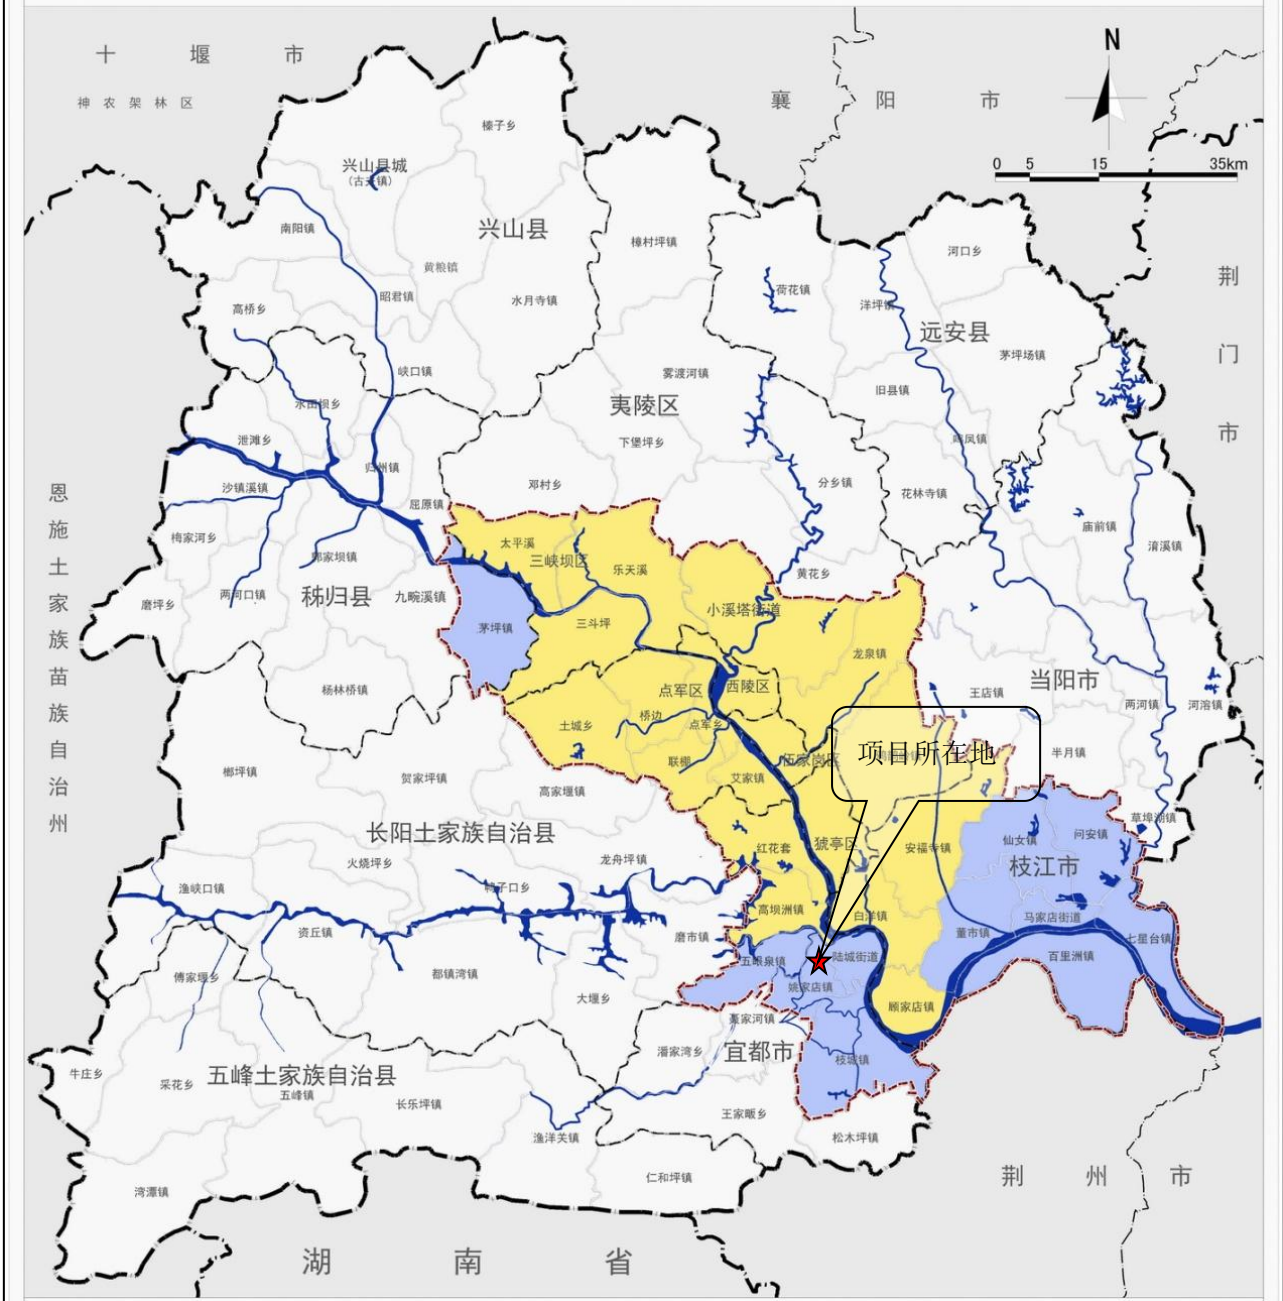 十堰市
神农架林区
襄阳市
N
0 5 15 35km
榛子乡
兴山县城
(古夫镇)
南阳镇
兴山县
樟村坪镇
河口乡
黄粮镇
昭君镇
水月寺镇
高桥乡
荷花镇
洋坪镇
远安县
茅坪场镇
荆门市
峡口镇
雾渡河镇
旧县镇
水田坝乡
夷陵区
泄滩乡
下堡坪乡
鸣凤镇
归州镇
沙镇溪镇
屈原镇
邓村乡
分乡镇
花林寺镇
恩施土家族苗族自治州
梅家河乡
庙前镇
淯溪镇
太平溪
三峡坝区
乐天溪
郭家坝镇
黄花乡
两河口镇
秭归县
九畹溪镇
磨坪乡
小溪塔街道
茅坪镇
三斗坪
龙泉镇
杨林桥镇
点军区
西陵区
王店镇
当阳市
两河镇
河溶镇
土城乡
桥边
点军乡
项目所在地
半月镇
榔坪镇
贺家坪镇
联棚
艾家镇
伍家岗区
高家堰镇
草埠湖镇
长阳土家族自治县
火烧坪乡
龙舟坪镇
红花套
猇亭区
安福寺镇
仙女镇
问安镇
枝江市
渔峡口镇
鸭子口乡
高坝洲镇
白洋镇
马家店街道
资丘镇
磨市镇
董市镇
七星台镇
五眼泉镇
陆城街道
百里洲镇
傅家堰乡
都镇湾镇
大堰乡
姚家店镇
顾家店镇
聂家河镇
潘家湾乡
宜都市
枝城镇
牛庄乡
采花乡
五峰土家族自治县
五峰镇
长乐坪镇
王家畈乡
渔洋关镇
松木坪镇
湾潭镇
仁和坪镇
荆州市
湖南省